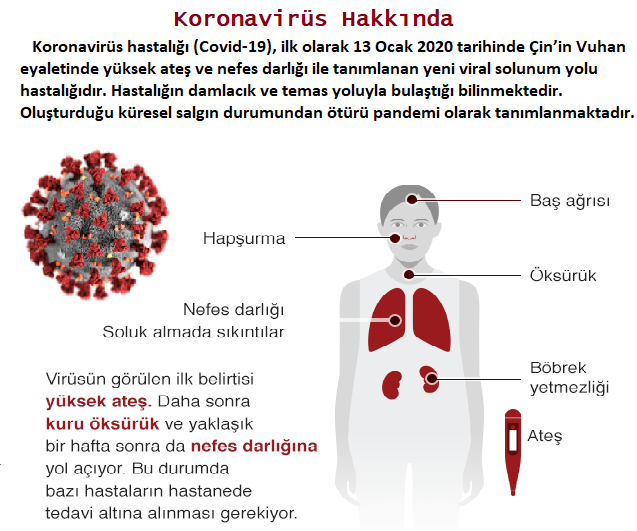 Koronavirüs Hakkında
Koronavirüs hastalığı (Covid-19), ilk olarak 13 Ocak 2020 tarihinde Çin'in Vuhan
eyaletinde yüksek ateş ve nefes darlığı ile tanımlanan yeni viral solunum yolu
hastalığıdır. Hastalığın damlacık ve temas yoluyla bulaştığı bilinmektedir.
Oluşturduğu küresel salgın durumundan ötürü pandemi olarak tanımlanmaktadır.
Baş ağrısı
Hapşurma
Öksürük
Nefes darlığı
Soluk almada sıkıntılar
Böbrek
yetmezliği
Ateş
Virüsün görülen ilk belirtisi
yüksek ateş. Daha sonra
kuru öksürük ve yaklaşık
bir hafta sonra da nefes darlığına
yol açıyor. Bu durumda
bazı hastaların hastanede
tedavi altına alınması gerekiyor.